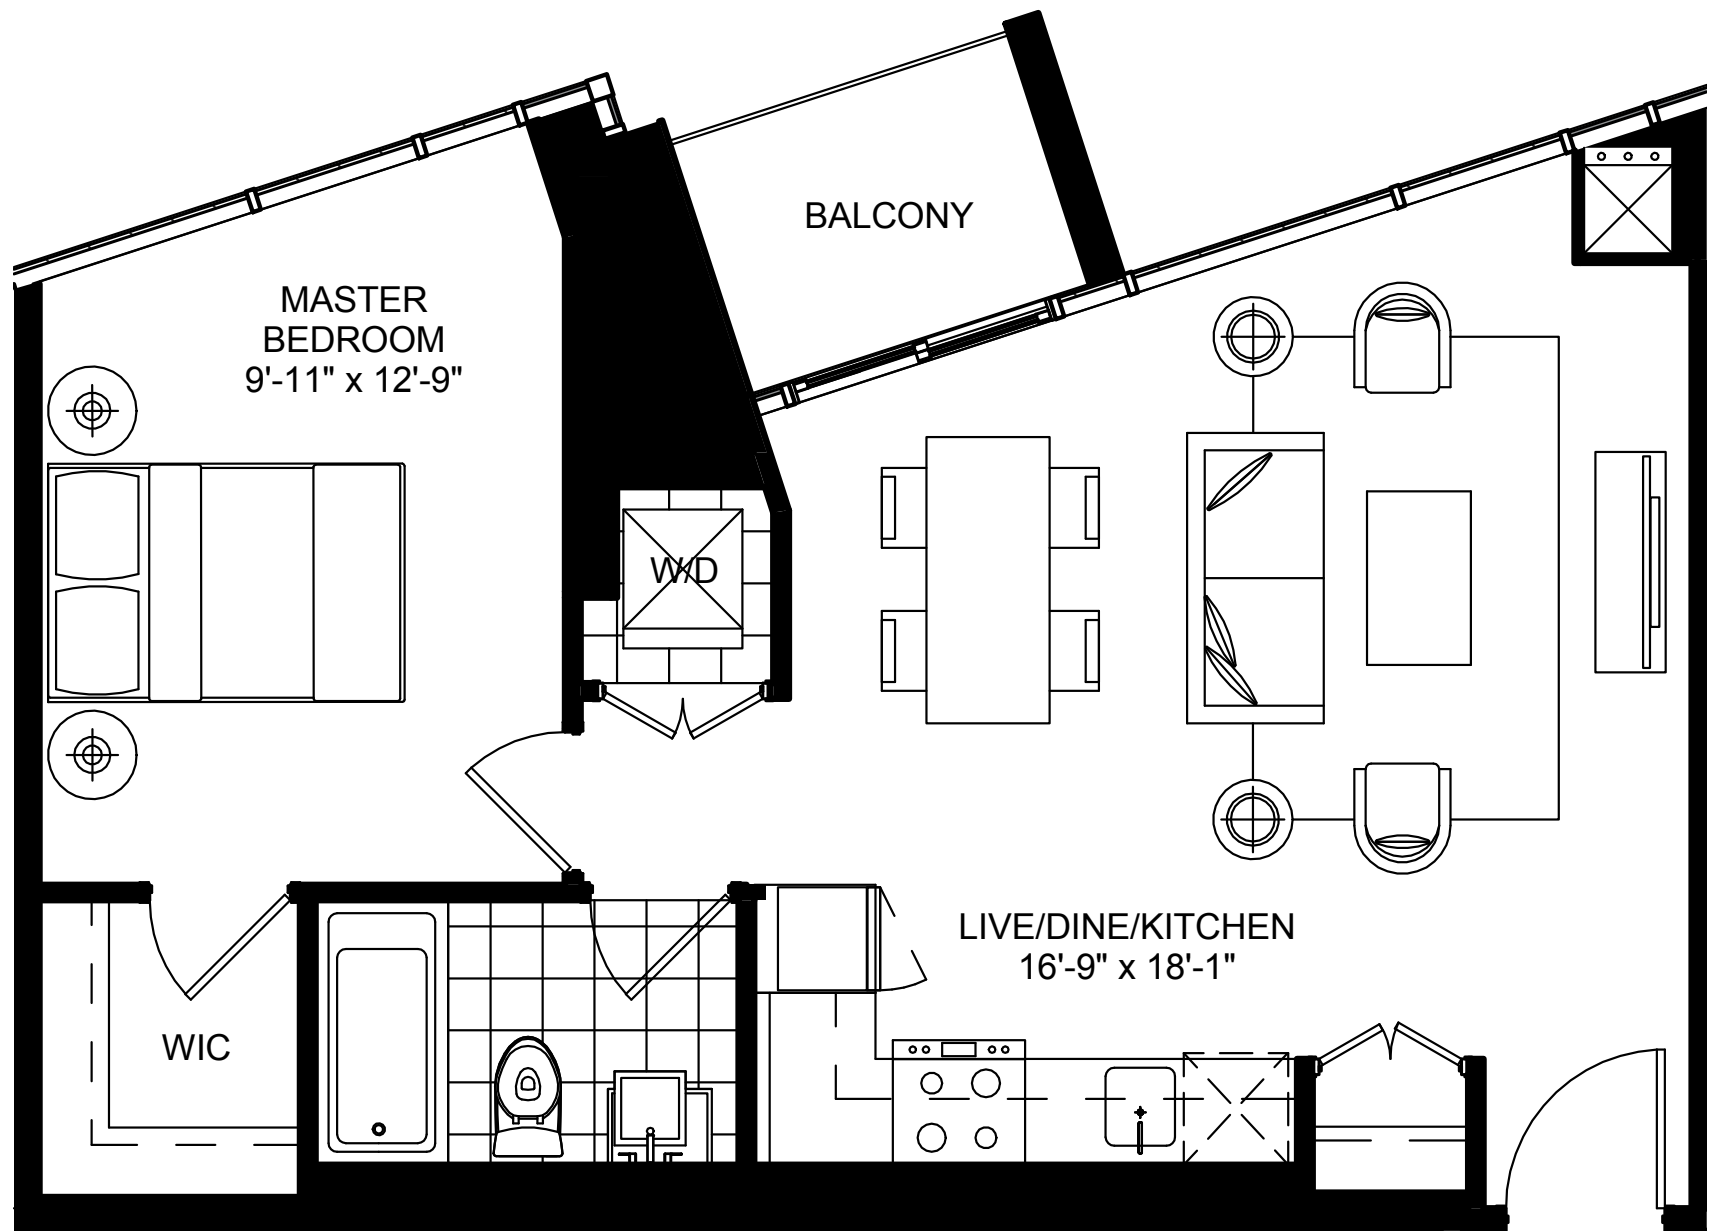 BALCONY
MASTER
BEDROOM
9'-11" x 12'-9"
W/D
LIVE/DINE/KITCHEN
16'-9" x 18'-1"
WIC